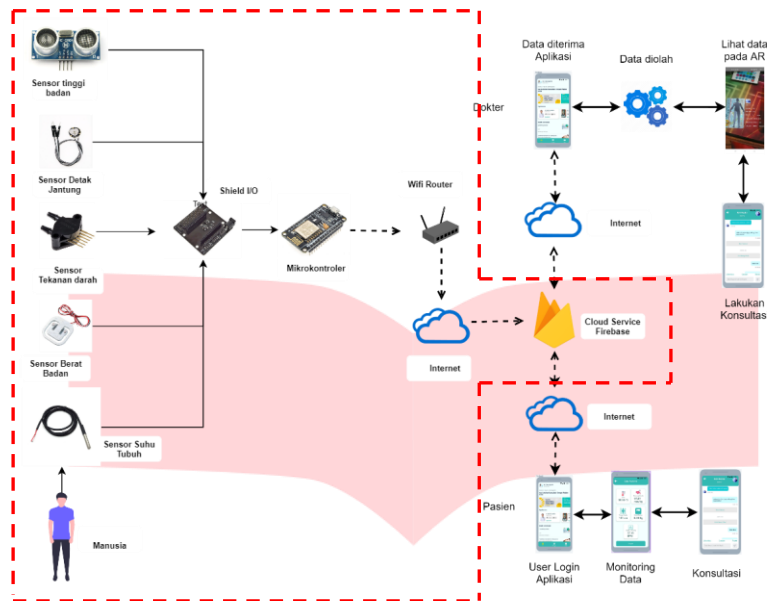 Sensor tinggi
badan
Sensor Detak
Jantung
Sensor
Tekanan darah
Sensor Berat
Badan
Sensor Suhu
Tubuh
Manusia
Shield I/O
Mikrokontroler
Wifi Router
Internet
Cloud Service
Firebase
Data diterima
Aplikasi
Data diolah
Lihat data
pada AR
Dokter
Internet
Lakukan
Konsultas
Internet
Pasien
User Login
Aplikasi
Monitoring
Data
Konsultasi